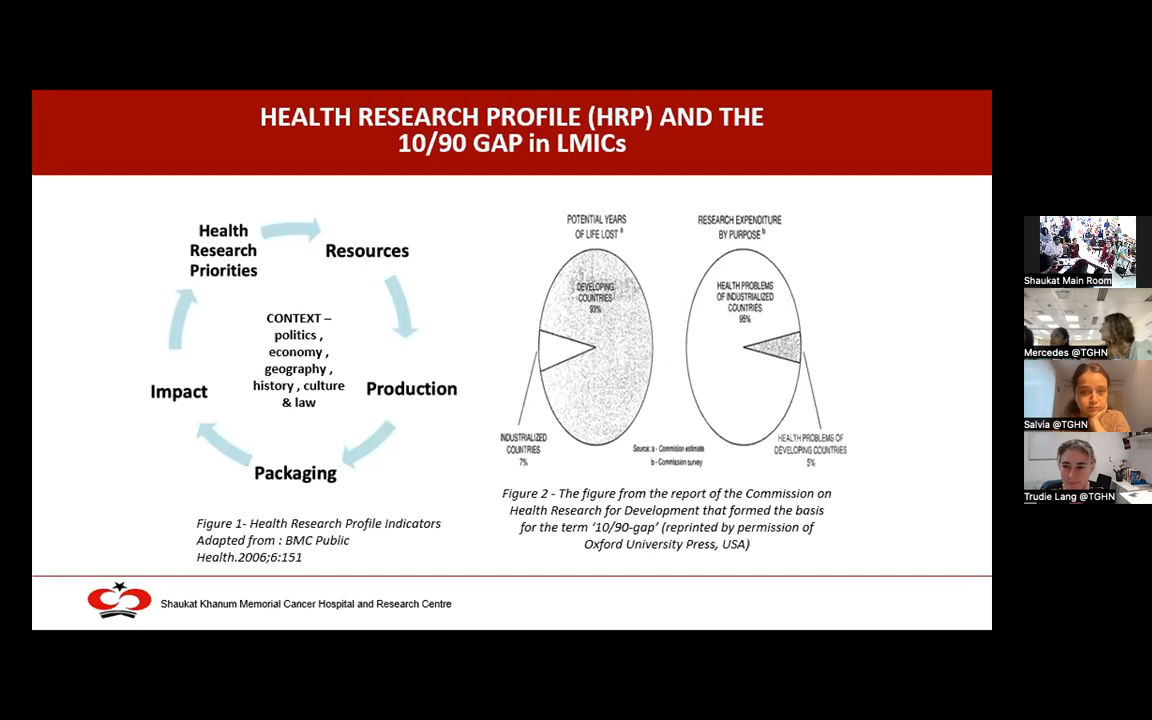 HEALTH RESEARCH PROFILE (HRP) AND THE
10/90 GAP in LMICs
Health
Research
Priorities
Resources
CONTEXT –
politics ,
economy ,
geography ,
history , culture
& law
Impact
Production
Packaging
Figure 1- Health Research Profile Indicators
Adapted from : BMC Public
Health.2006;6:151
POTENTIAL YEARS
OF LIFE LOST a
DEVELOPING
COUNTRIES
93%
INDUSTRIALIZED
COUNTRIES
7%
RESEARCH EXPENDITURE
BY PURPOSE b
HEALTH PROBLEMS
OF INDUSTRIALIZED
COUNTRIES
95%
HEALTH PROBLEMS OF
DEVELOPING COUNTRIES
5%
Source: a - Commission estimate
b - Commission survey
Figure 2 - The figure from the report of the Commission on
Health Research for Development that formed the basis
for the term ‘10/90-gap’ (reprinted by permission of
Oxford University Press, USA)
Shaukat Khanum Memorial Cancer Hospital and Research Centre
Shaukat Main Room
Mercedes @TGHN
Salvia @TGHN
Trudie Lang @TGHN